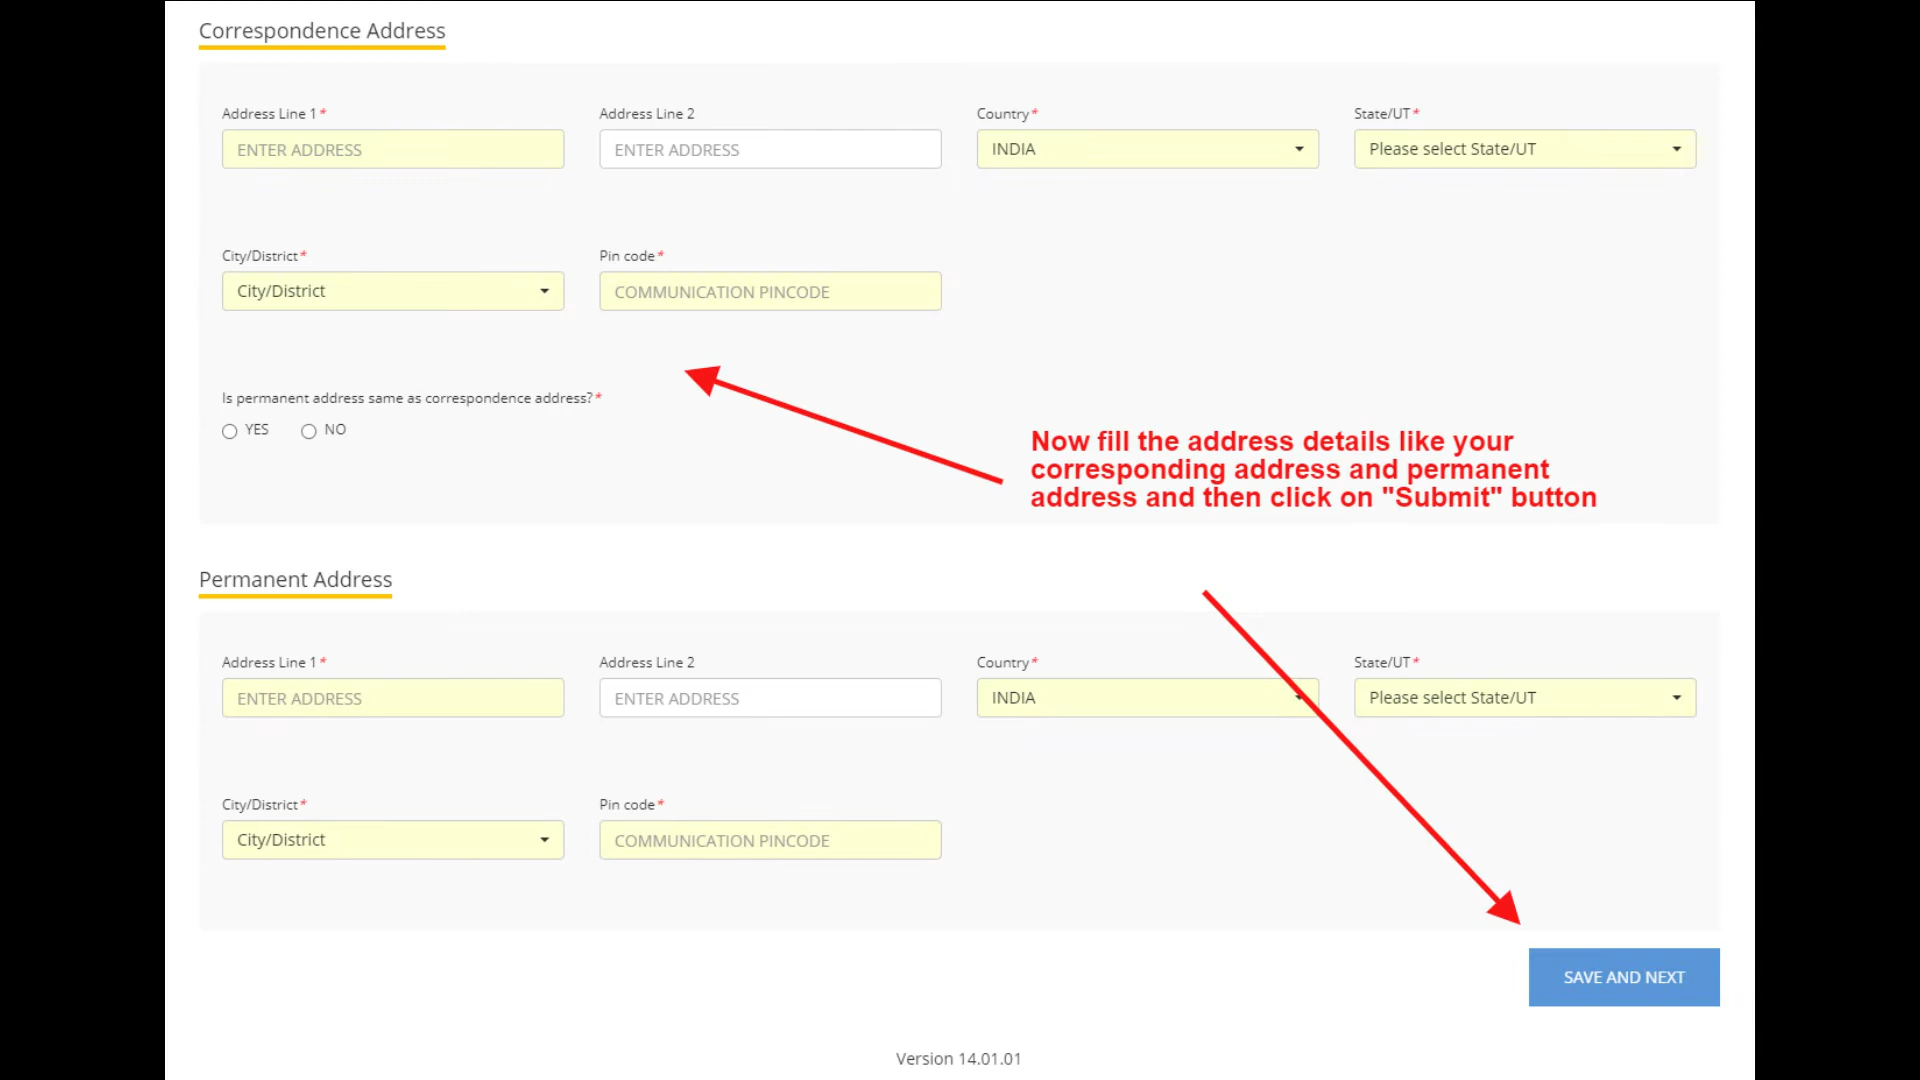 Correspondence Address
Address Line 1* Address Line 2 Country* State/UT*
ENTER ADDRESS ENTER ADDRESS INDIA Please select State/UT
City/District* Pin code*
City/District COMMUNICATION PINCODE
Is permanent address same as correspondence address?*
YES NO
Now fill the address details like your
corresponding address and permanent
address and then click on "Submit" button
Permanent Address
Address Line 1* Address Line 2 Country* State/UT*
ENTER ADDRESS ENTER ADDRESS INDIA Please select State/UT
City/District* Pin code*
City/District COMMUNICATION PINCODE
SAVE AND NEXT
Version 14.01.01